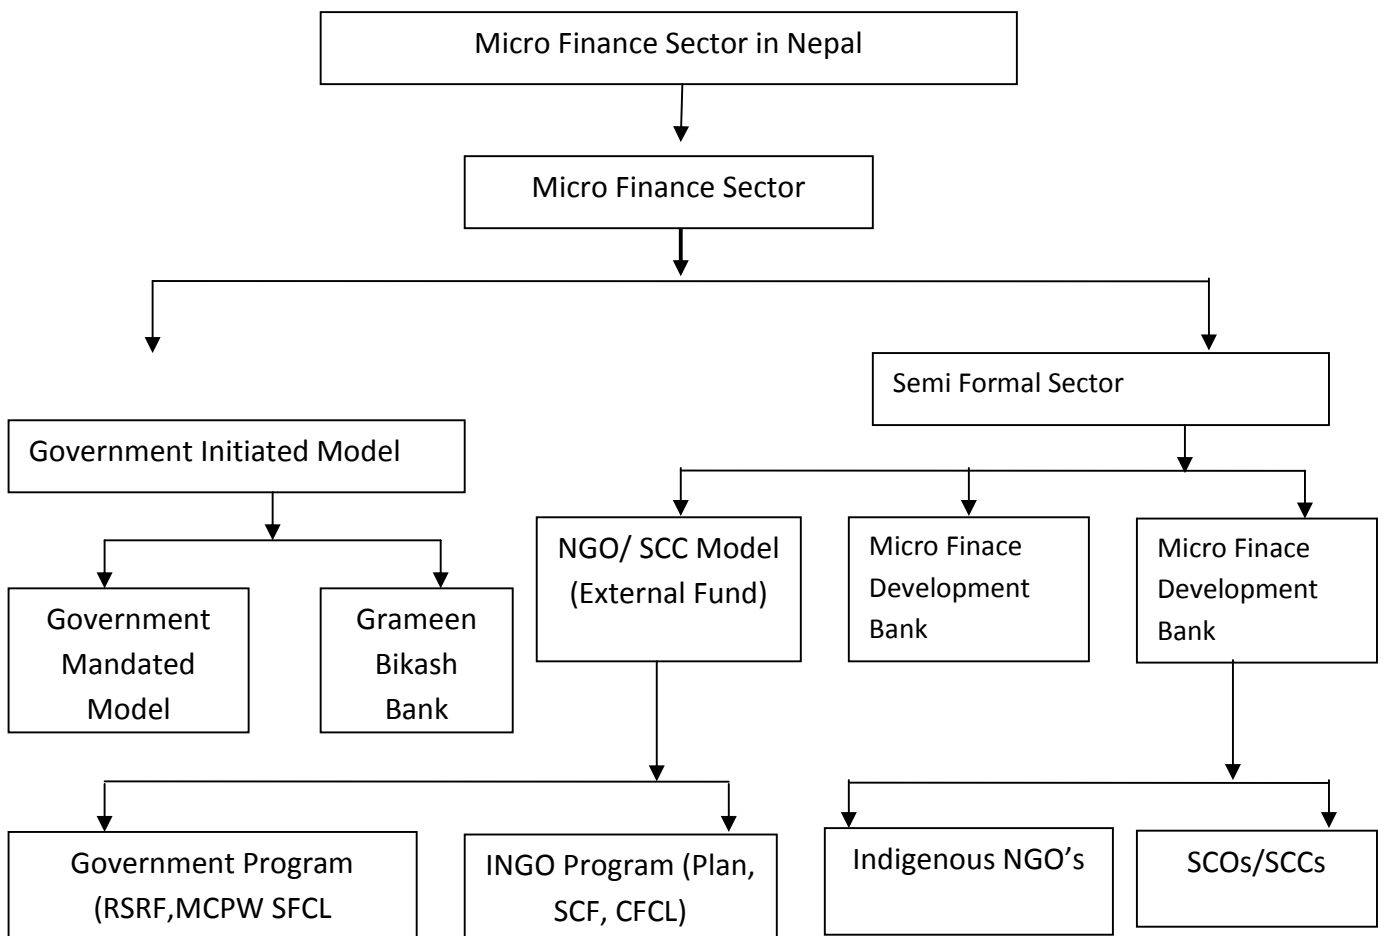 Micro Finance Sector in Nepal
Micro Finance Sector
Semi Formal Sector
Government Initiated Model
NGO/ SCC Model
(External Fund)
Micro Finace
Development
Bank
Micro Finace
Development
Bank
Government
Mandated
Model
Grameen
Bikash
Bank
Government Program
(RSRF,MCPW SFCL
INGO Program (Plan,
SCF, CFCL)
Indigenous NGO’s
SCOs/SCCs